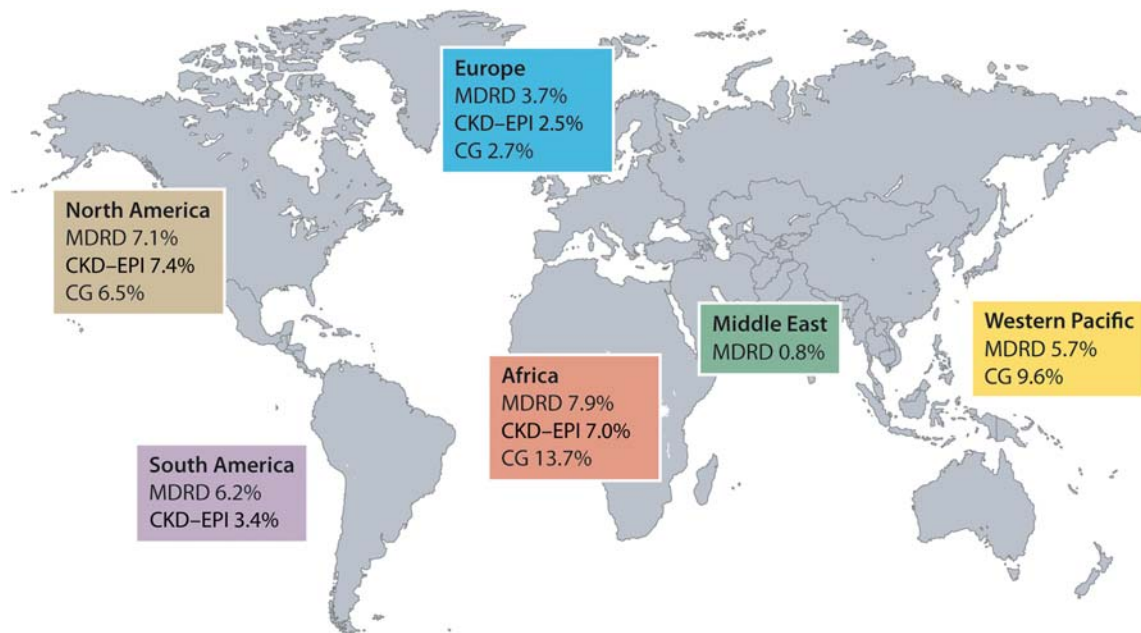 Europe
MDRD 3.7%
CKD–EPI 2.5%
CG 2.7%
North America
MDRD 7.1%
CKD–EPI 7.4%
CG 6.5%
Middle East
MDRD 0.8%
Western Pacific
MDRD 5.7%
CG 9.6%
Africa
MDRD 7.9%
CKD–EPI 7.0%
CG 13.7%
South America
MDRD 6.2%
CKD–EPI 3.4%